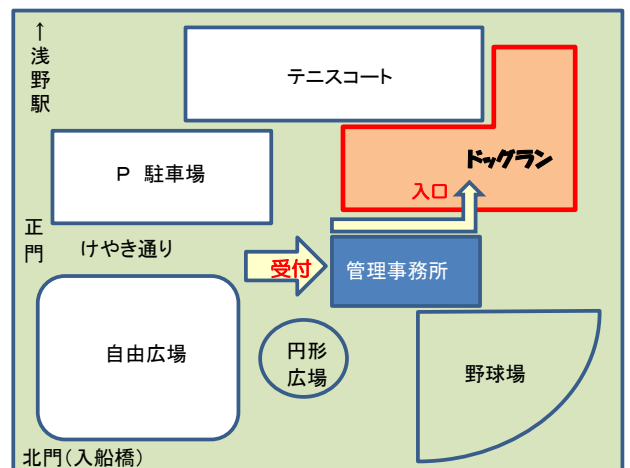 ↑浅野駅
テニスコート
ドッグラン
P 駐車場
入口
正門
けやき通り
受付
管理事務所
自由広場
円形
広場
野球場
北門(入船橋)